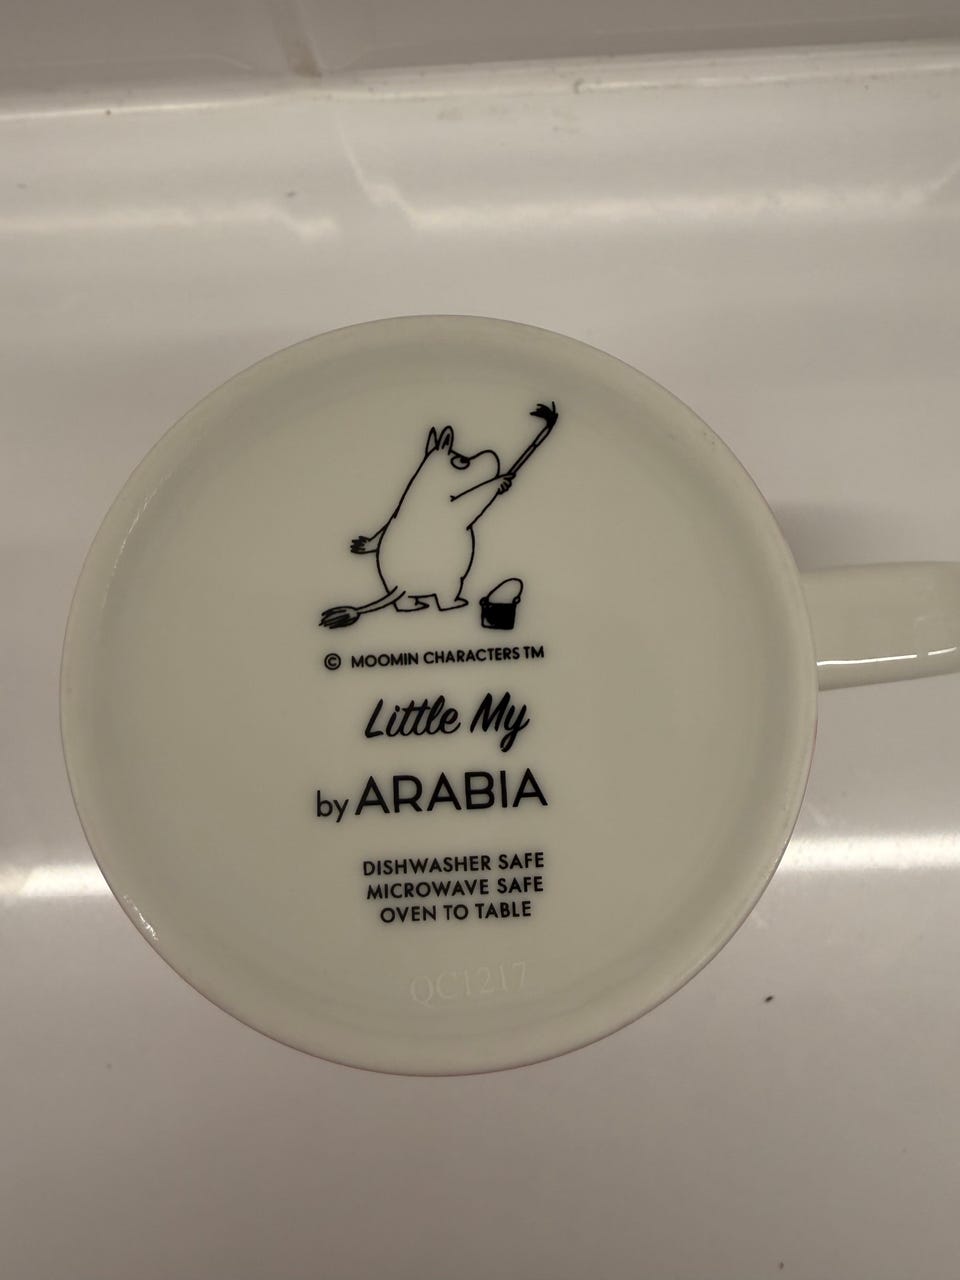 © MOOMIN CHARACTERS TM
Little My
by ARABIA
DISHWASHER SAFE
MICROWAVE SAFE
OVEN TO TABLE
QC1217